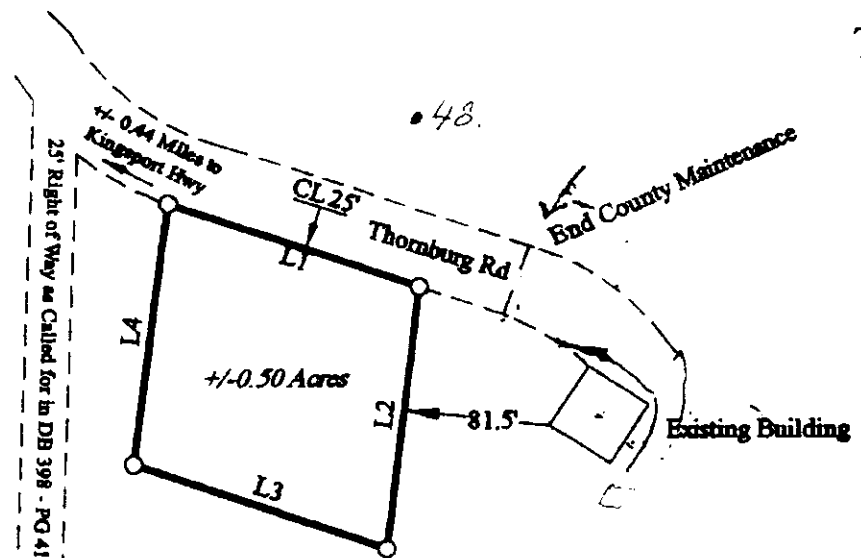 48.
+/- 0.44 Miles to
Kingsport Hwy
End County Maintenance
CL 25'
Thornburg Rd
L1
25' Right of Way as Called for in DB 398 - PG 41
L4
+/-0.50 Acres
L2
81.5'
Existing Building
L3